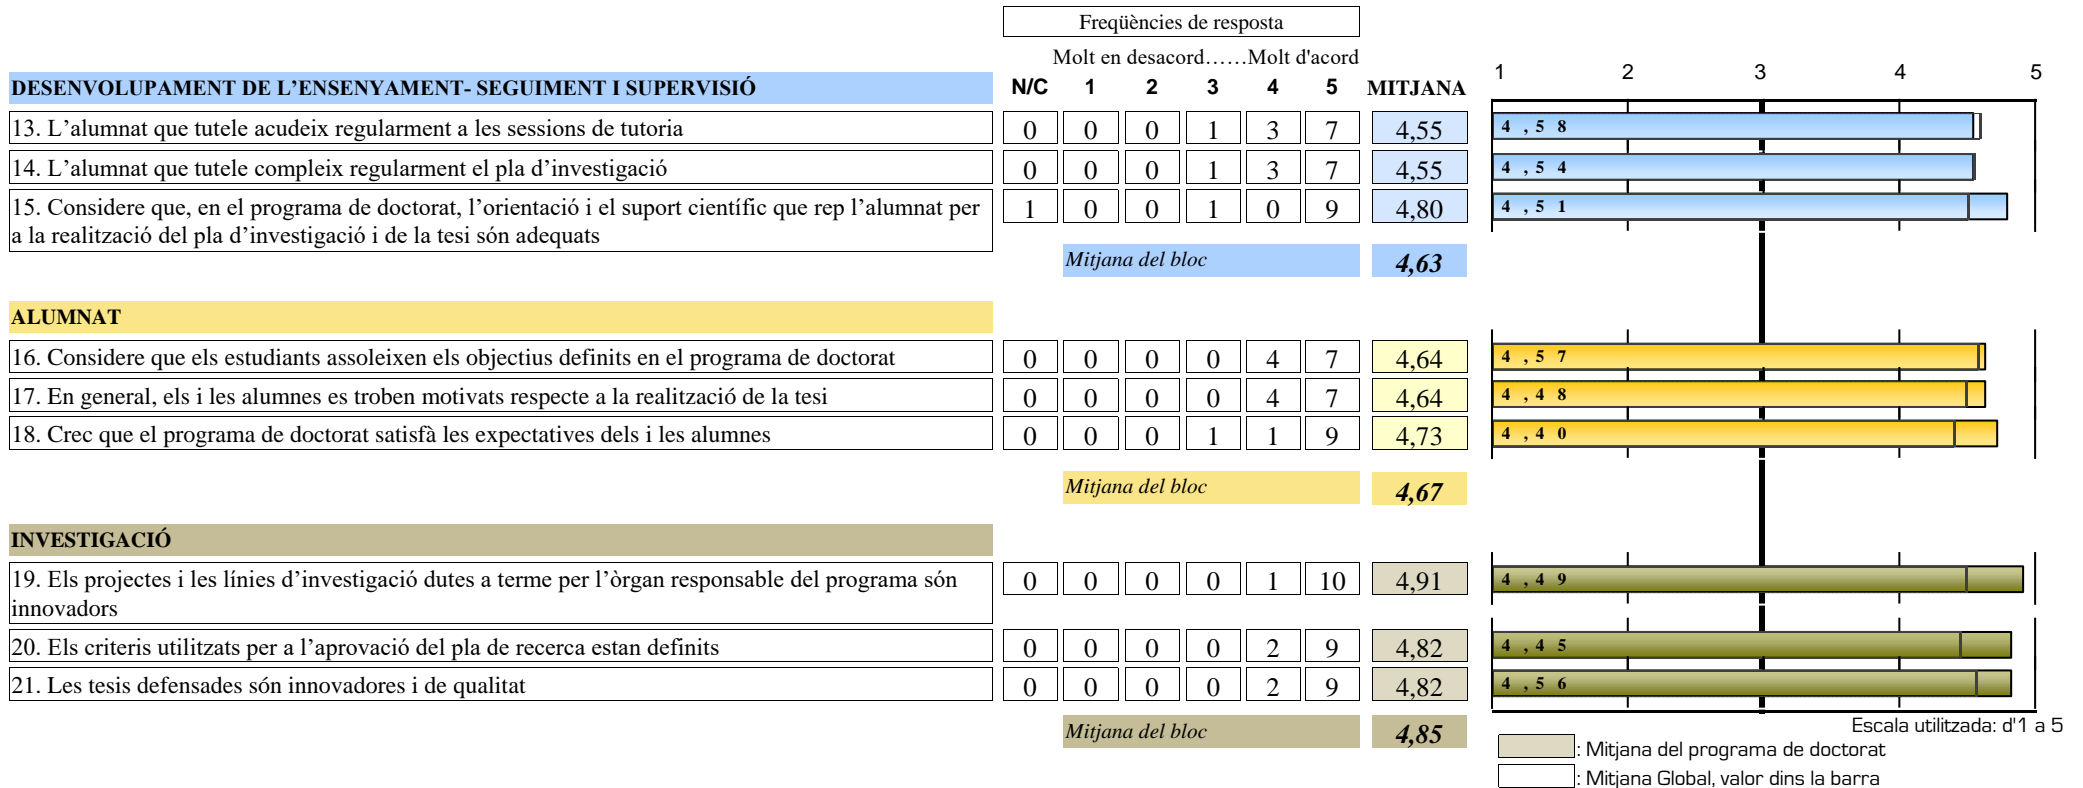 Freqüències de resposta
Molt en desacord……Molt d'acord
DESENVOLUPAMENT DE L’ENSENYAMENT- SEGUIMENT I SUPERVISIÓ N/C 1 2 3 4 5 MITJANA 1 2 3 4 5
13. L’alumnat que tutele acudeix regularment a les sessions de tutoria 0 0 0 1 3 7 4,55 4,58
14. L’alumnat que tutele compleix regularment el pla d’investigació 0 0 0 1 3 7 4,55 4,54
15. Considere que, en el programa de doctorat, l’orientació i el suport científic que rep l’alumnat per 1 0 0 1 0 9 4,80 4,51
a la realització del pla d’investigació i de la tesi són adequats
Mitjana del bloc 4,63
ALUMNAT
16. Considere que els estudiants assoleixen els objectius definits en el programa de doctorat 0 0 0 0 4 7 4,64 4,57
17. En general, els i les alumnes es troben motivats respecte a la realització de la tesi 0 0 0 0 4 7 4,64 4,48
18. Crec que el programa de doctorat satisfà les expectatives dels i les alumnes 0 0 0 1 1 9 4,73 4,40
Mitjana del bloc 4,67
INVESTIGACIÓ
19. Els projectes i les línies d’investigació dutes a terme per l’òrgan responsable del programa són 0 0 0 0 1 10 4,91 4,49
innovadors
20. Els criteris utilitzats per a l’aprovació del pla de recerca estan definits 0 0 0 0 2 9 4,82 4,45
21. Les tesis defensades són innovadores i de qualitat 0 0 0 0 2 9 4,82 4,56
Mitjana del bloc 4,85
Escala utilitzada: d'1 a 5
: Mitjana del programa de doctorat
: Mitjana Global, valor dins la barra